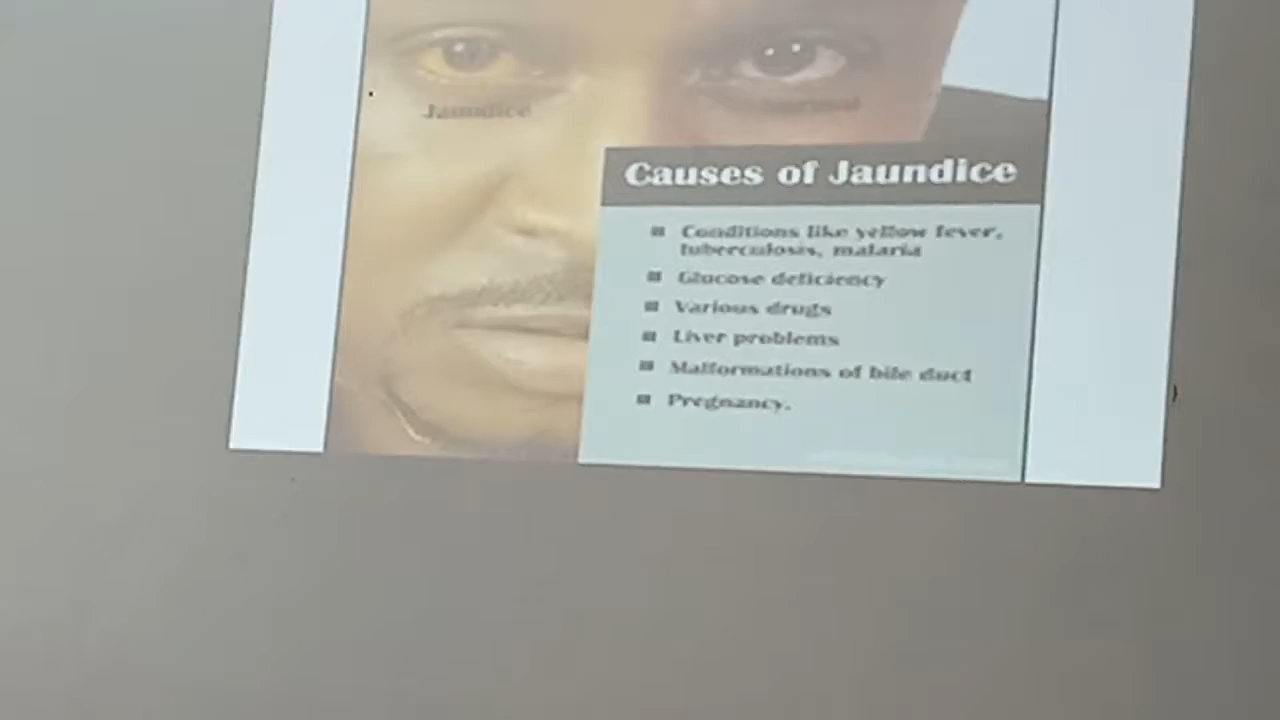 Jaundice
Normal
Causes of Jaundice
Conditions like yellow fever,
tuberculosis, malaria
Glucose deficiency
Various drugs
Liver problems
Malformations of bile duct
Pregnancy.